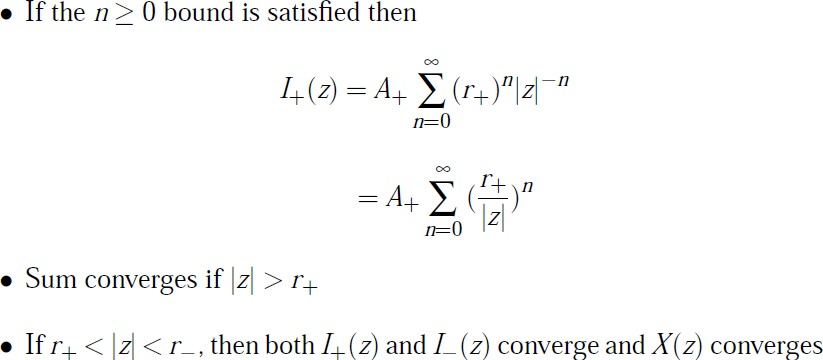 • If the n ≥ 0 bound is satisfied then
I₊(z) = A₊ ∑_{n=0}^{∞} (r₊)ⁿ|z|⁻ⁿ
= A₊ ∑_{n=0}^{∞} (r₊/|z|)ⁿ
• Sum converges if |z| > r₊
• If r₊ < |z| < r₋, then both I₊(z) and I₋(z) converge and X(z) converges